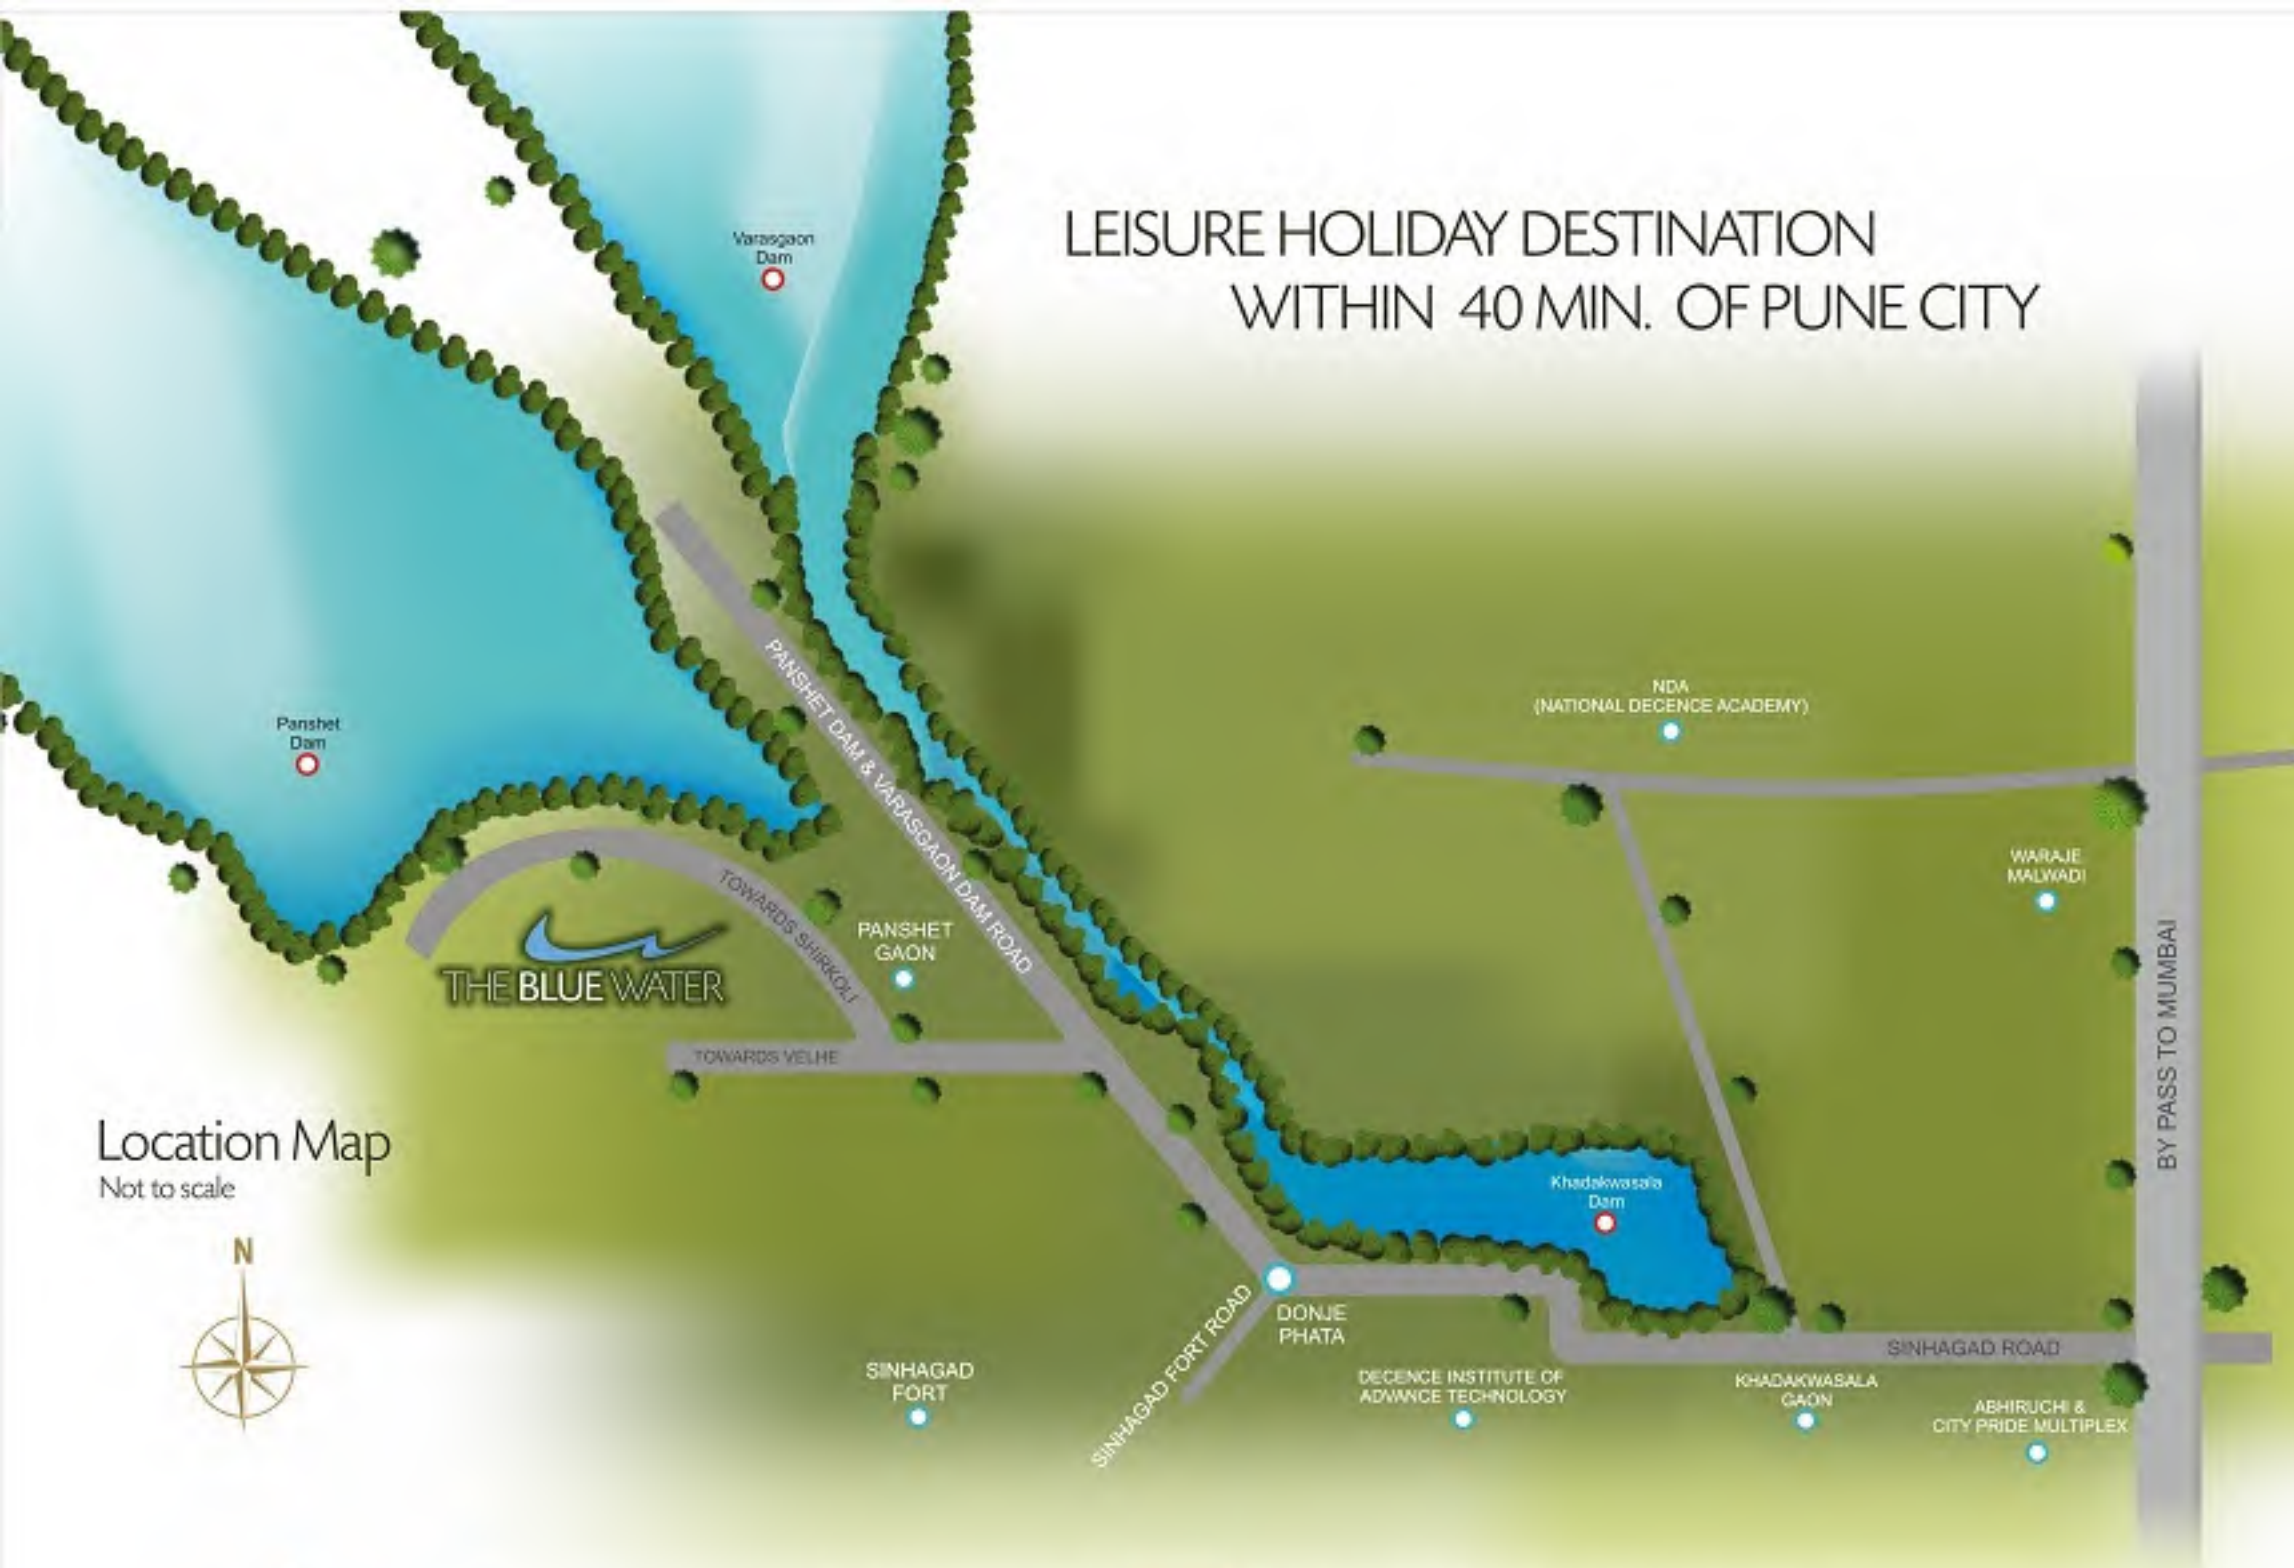 LEISURE HOLIDAY DESTINATION
WITHIN 40 MIN. OF PUNE CITY
Varasgaon
Dam
Panshet
Dam
PANSHET DAM & VARASGAON DAM ROAD
NDA
(NATIONAL DECENCE ACADEMY)
WARAJE
MALWADI
BY PASS TO MUMBAI
TOWARDS SHIRKOLI
PANSHET
GAON
THE BLUE WATER
TOWARDS VELHE
Location Map
Not to scale
N
Khadakwasala
Dam
DONJE
PHATA
SINHAGAD FORT ROAD
SINHAGAD ROAD
SINHAGAD
FORT
DECENCE INSTITUTE OF
ADVANCE TECHNOLOGY
KHADAKWASALA
GAON
ABHIRUCHI &
CITY PRIDE MULTIPLEX